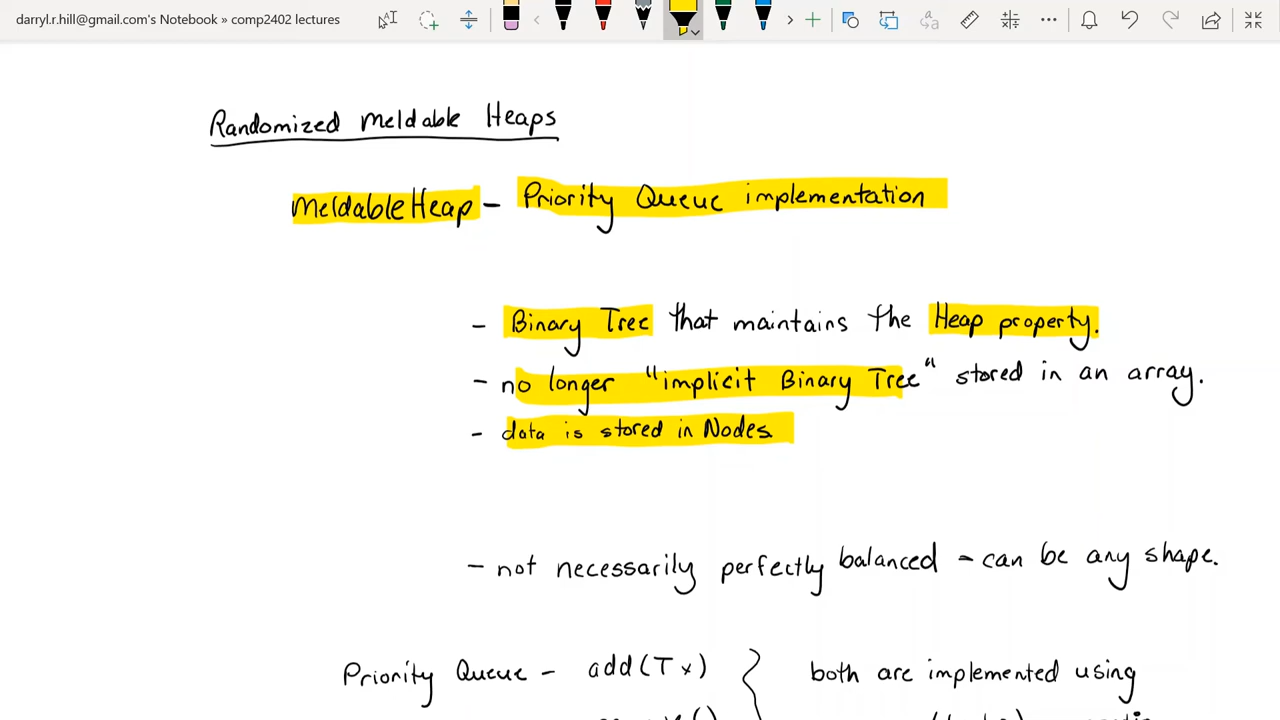 darryl.r.hill@gmail.com's Notebook » comp2402 lectures
Randomized Meldable Heaps
MeldableHeap - Priority Queue implementation
- Binary Tree that maintains the Heap property.
- no longer "implicit Binary Tree" stored in an array.
- data is stored in Nodes
- not necessarily perfectly balanced - can be any shape.
Priority Queue - add(T x) } both are implemented using